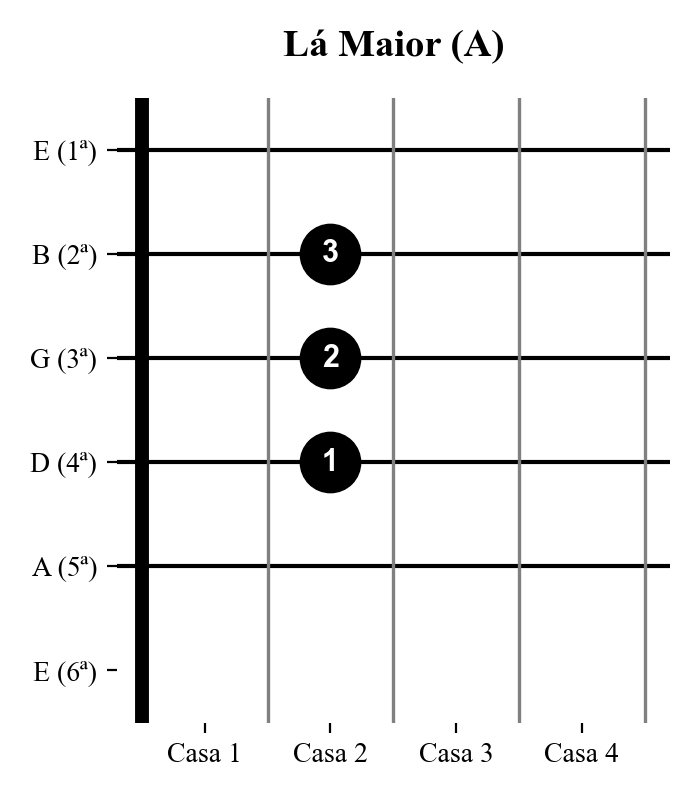 Lá Maior (A)
E (1ª)
B (2ª) 3
G (3ª) 2
D (4ª) 1
A (5ª)
E (6ª)
Casa 1 Casa 2 Casa 3 Casa 4